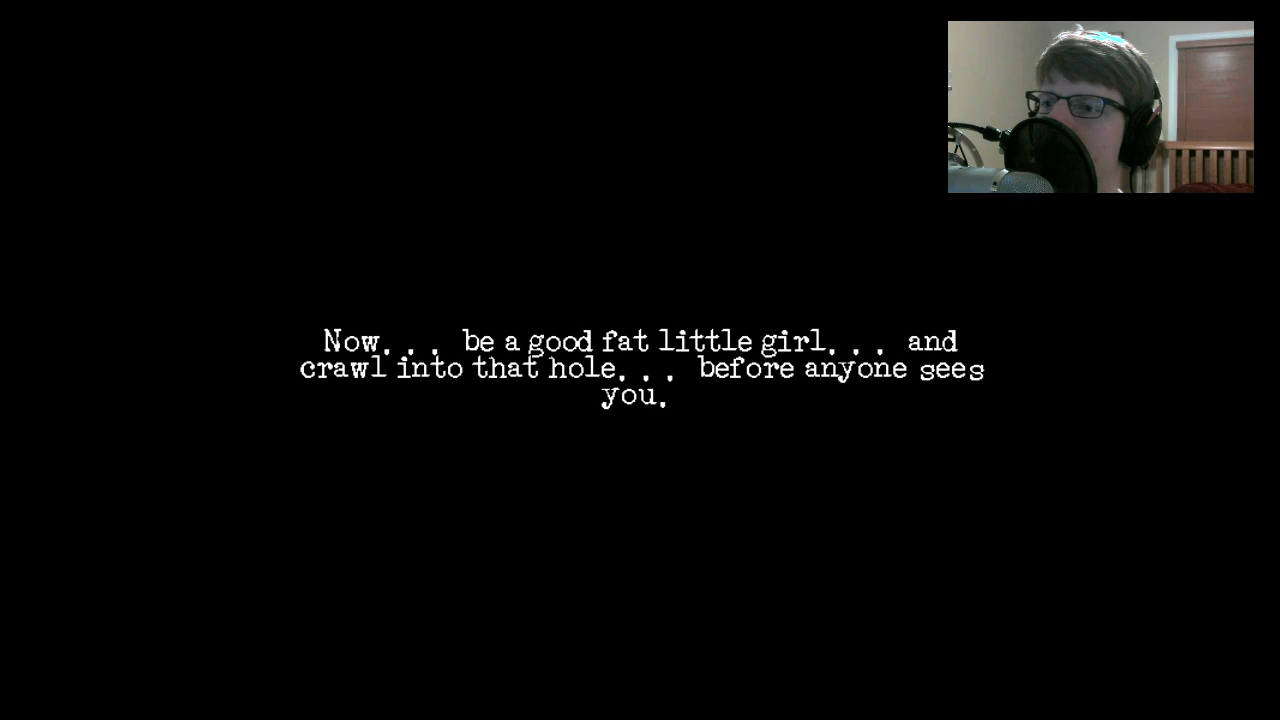 Now... be a good fat little girl... and
crawl into that hole... before anyone sees
you.